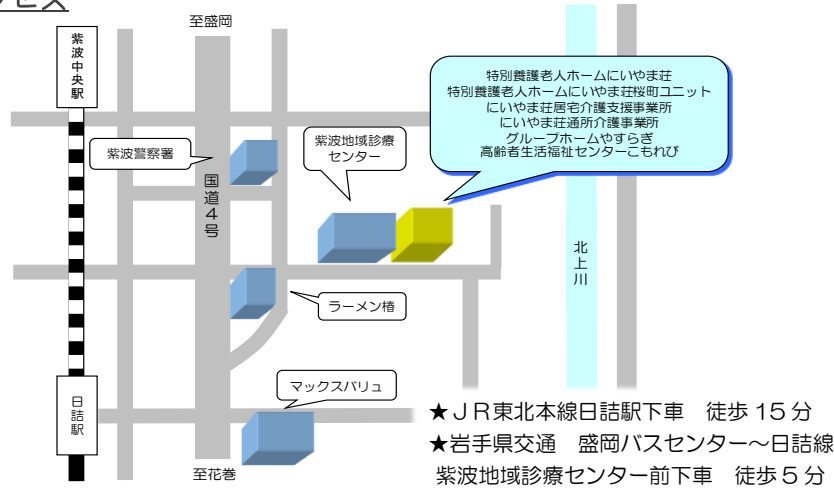 セス
至盛岡
紫波中央駅
特別養護老人ホームにいやま荘
特別養護老人ホームにいやま荘桜町ユニット
にいやま荘居宅介護支援事業所
にいやま荘通所介護事業所
グループホームやすらぎ
高齢者生活福祉センターこもれび
紫波警察署
紫波地域診療
センター
国道4号
北上川
ラーメン椿
マックスバリュ
日詰駅
至花巻
★JR東北本線日詰駅下車 徒歩15分
★岩手県交通 盛岡バスセンター~日詰線
紫波地域診療センター前下車 徒歩5分